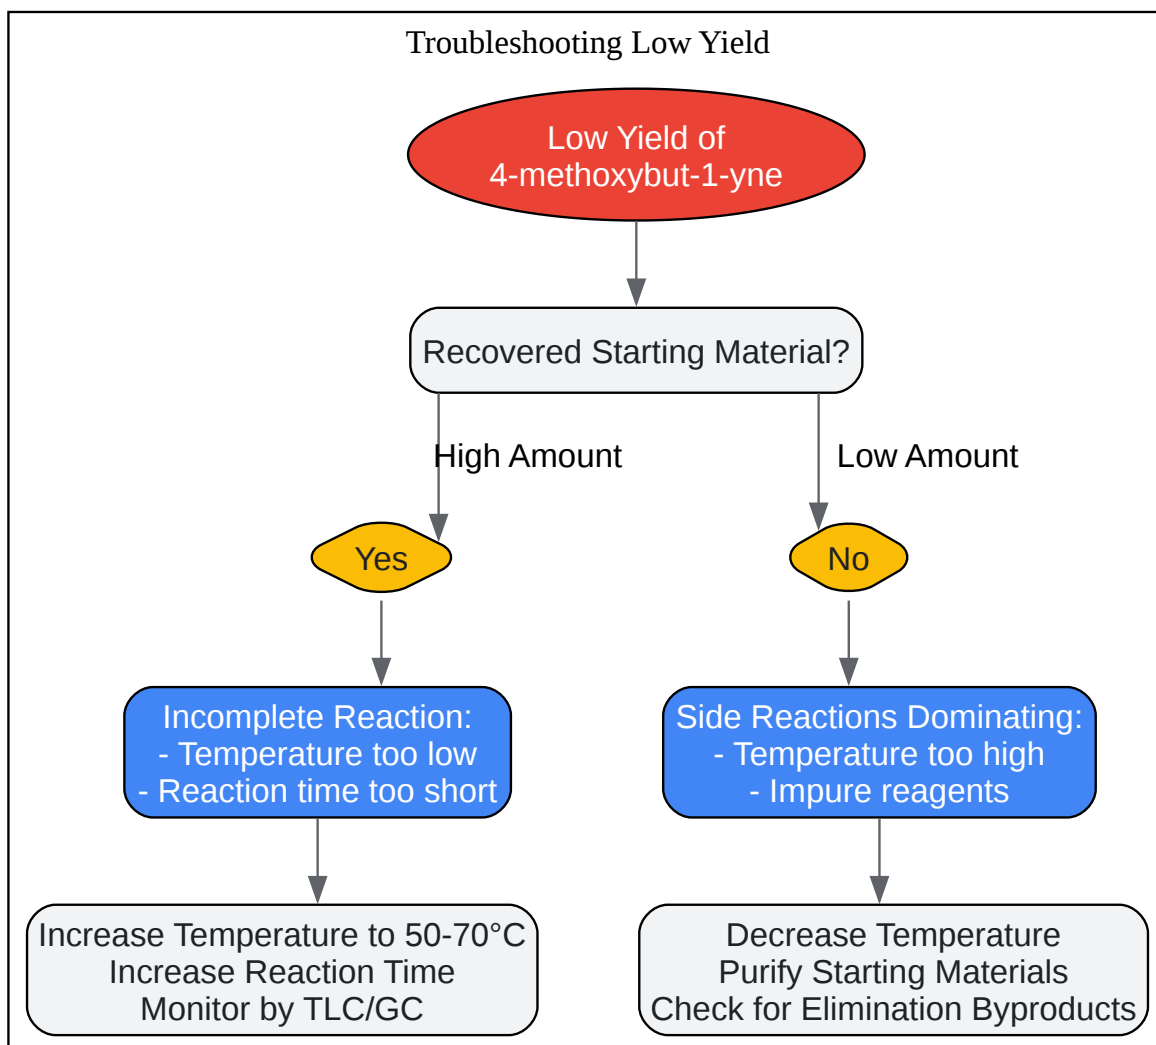 Troubleshooting Low Yield
Low Yield of
4-methoxybut-1-yne
Recovered Starting Material?
High Amount
Low Amount
Yes
No
Incomplete Reaction:
- Temperature too low
- Reaction time too short
Side Reactions Dominating:
- Temperature too high
- Impure reagents
Increase Temperature to 50-70°C
Increase Reaction Time
Monitor by TLC/GC
Decrease Temperature
Purify Starting Materials
Check for Elimination Byproducts